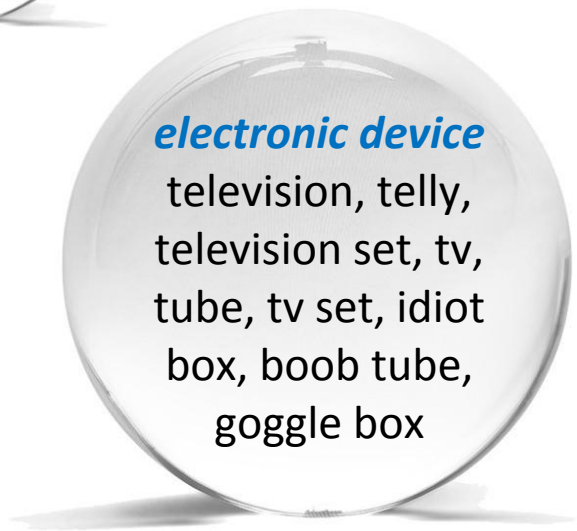 electronic device
television, telly,
television set, tv,
tube, tv set, idiot
box, boob tube,
goggle box